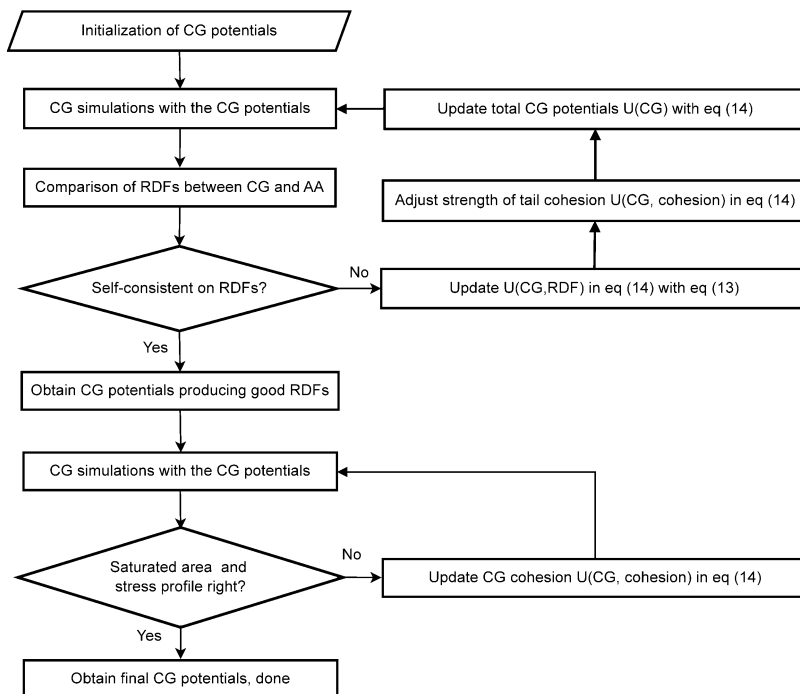 Initialization of CG potentials
CG simulations with the CG potentials
Update total CG potentials U(CG) with eq (14)
Comparison of RDFs between CG and AA
Adjust strength of tail cohesion U(CG, cohesion) in eq (14)
Self-consistent on RDFs?
No
Update U(CG,RDF) in eq (14) with eq (13)
Yes
Obtain CG potentials producing good RDFs
CG simulations with the CG potentials
Saturated area and
stress profile right?
No
Update CG cohesion U(CG, cohesion) in eq (14)
Yes
Obtain final CG potentials, done